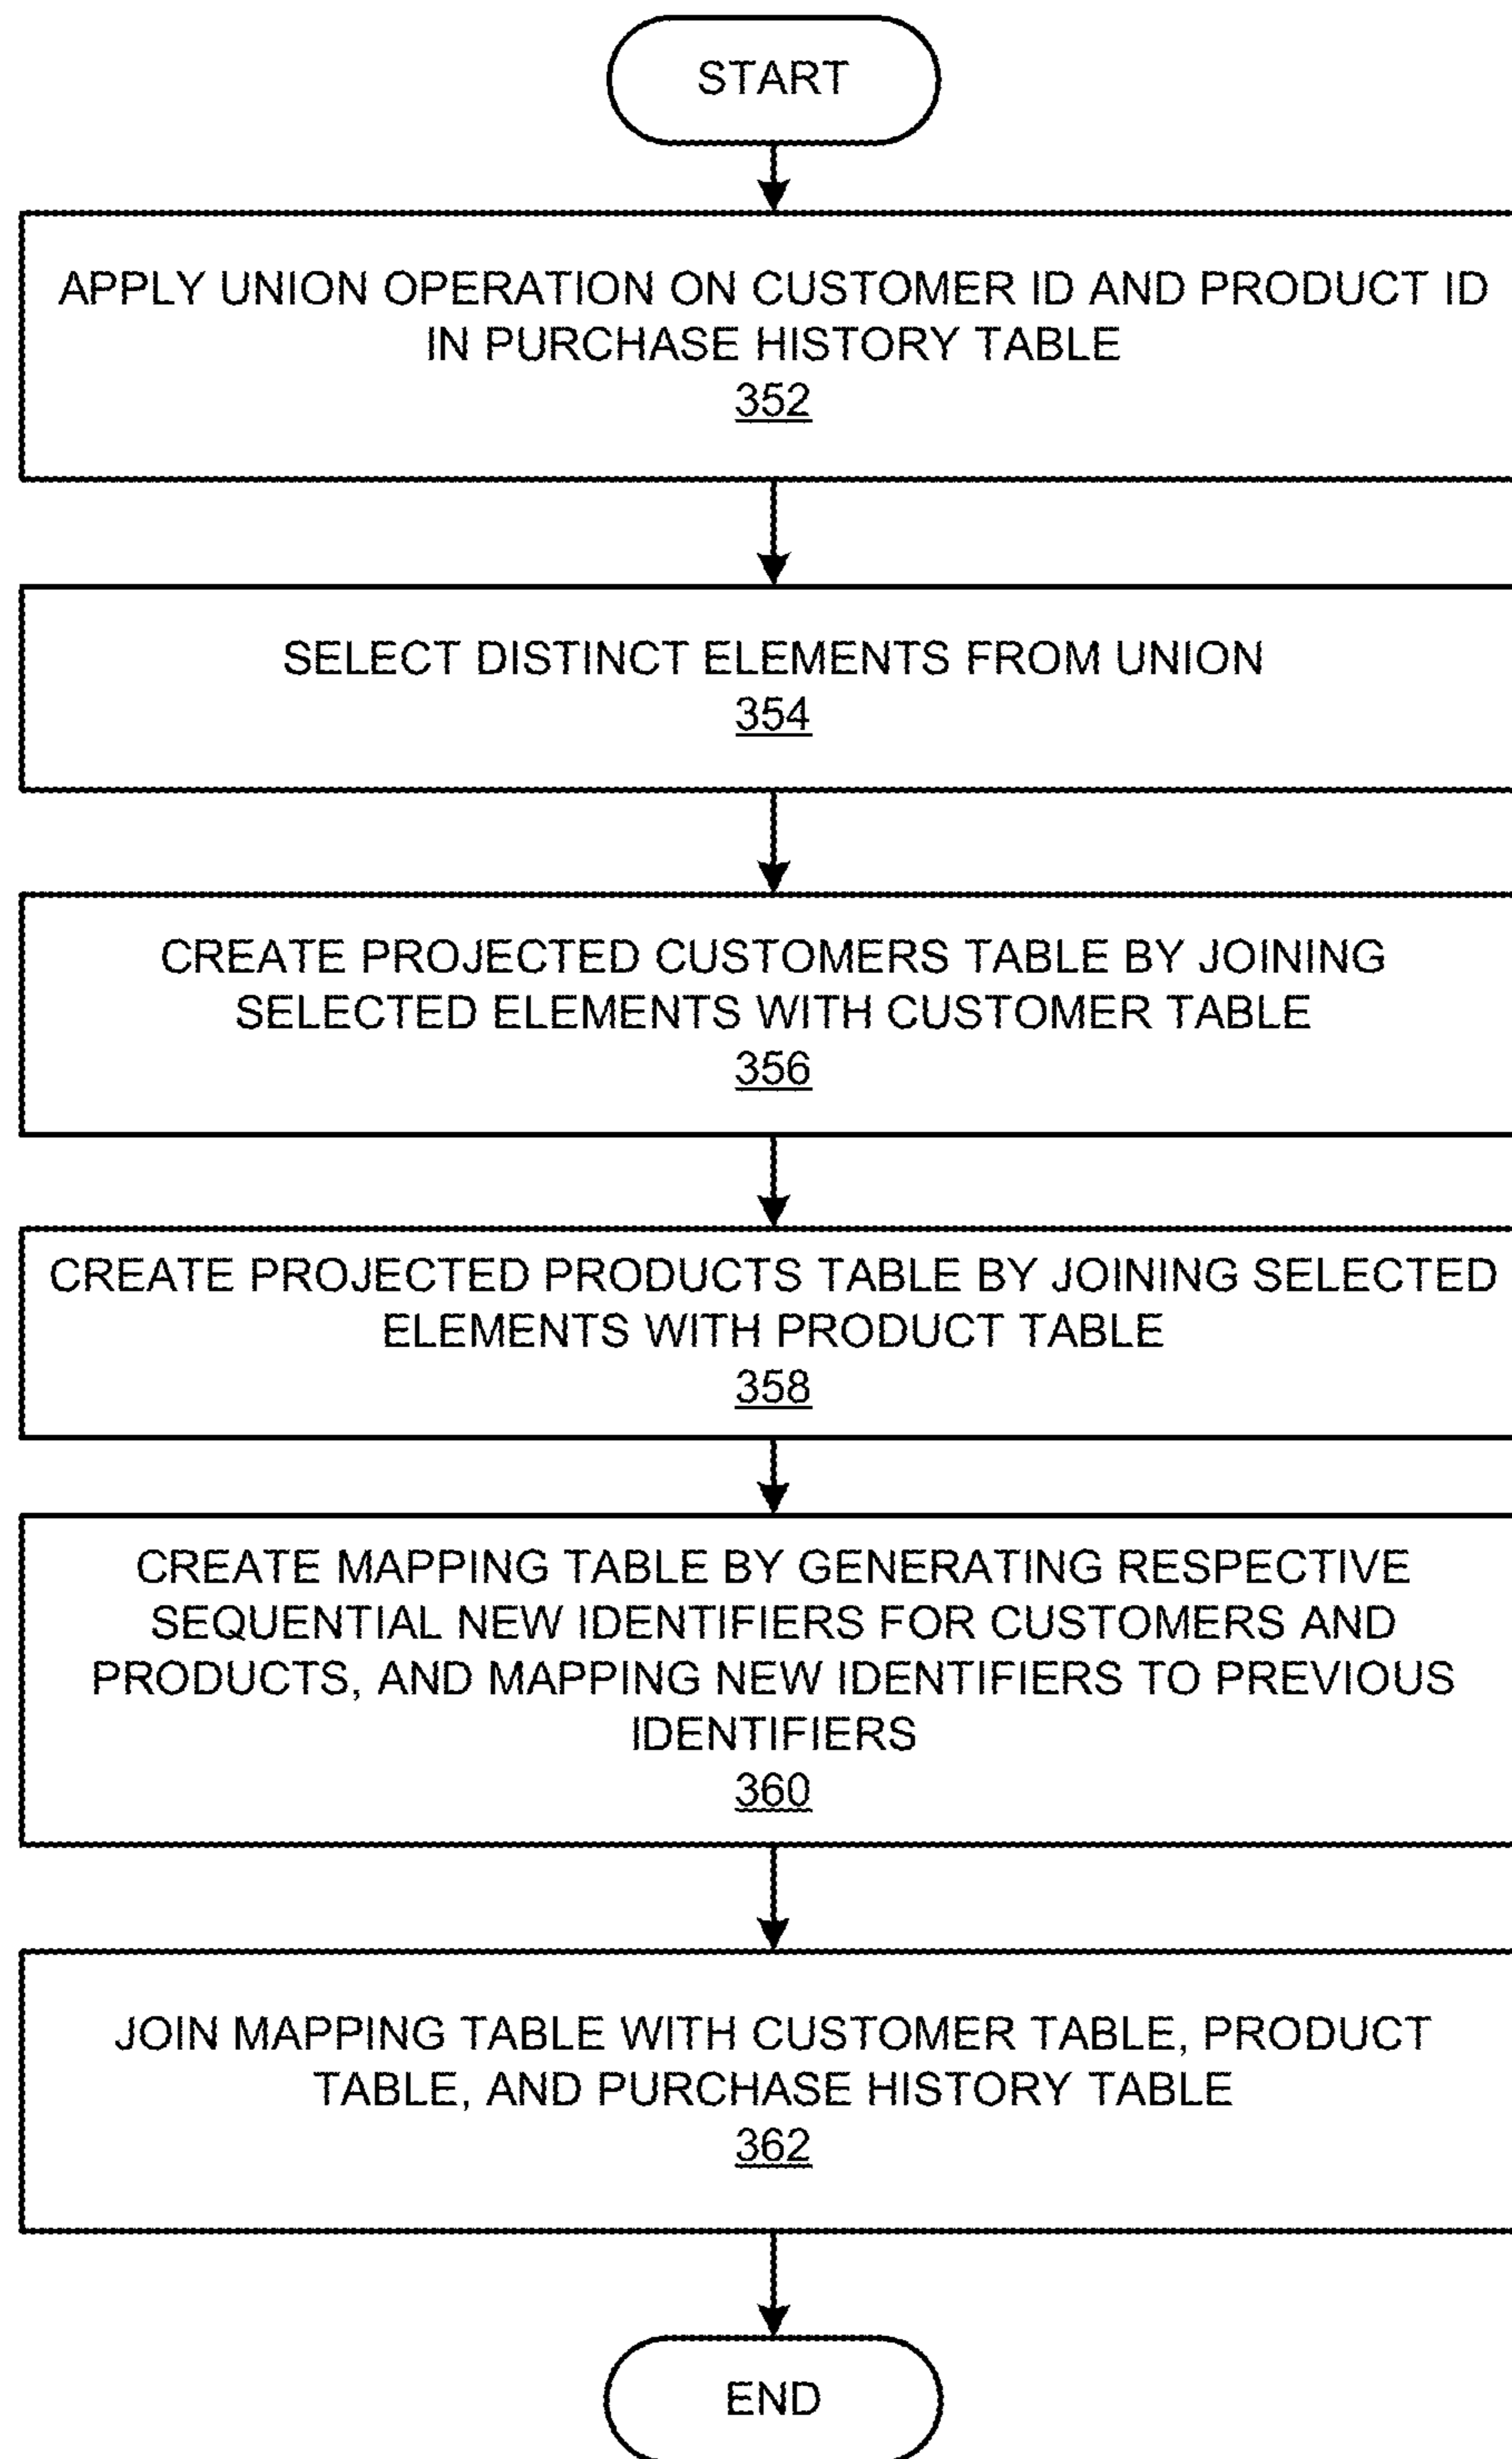 START
APPLY UNION OPERATION ON CUSTOMER ID AND PRODUCT ID
IN PURCHASE HISTORY TABLE
352
SELECT DISTINCT ELEMENTS FROM UNION
354
CREATE PROJECTED CUSTOMERS TABLE BY JOINING
SELECTED ELEMENTS WITH CUSTOMER TABLE
356
CREATE PROJECTED PRODUCTS TABLE BY JOINING SELECTED
ELEMENTS WITH PRODUCT TABLE
358
CREATE MAPPING TABLE BY GENERATING RESPECTIVE
SEQUENTIAL NEW IDENTIFIERS FOR CUSTOMERS AND
PRODUCTS, AND MAPPING NEW IDENTIFIERS TO PREVIOUS
IDENTIFIERS
360
JOIN MAPPING TABLE WITH CUSTOMER TABLE, PRODUCT
TABLE, AND PURCHASE HISTORY TABLE
362
END